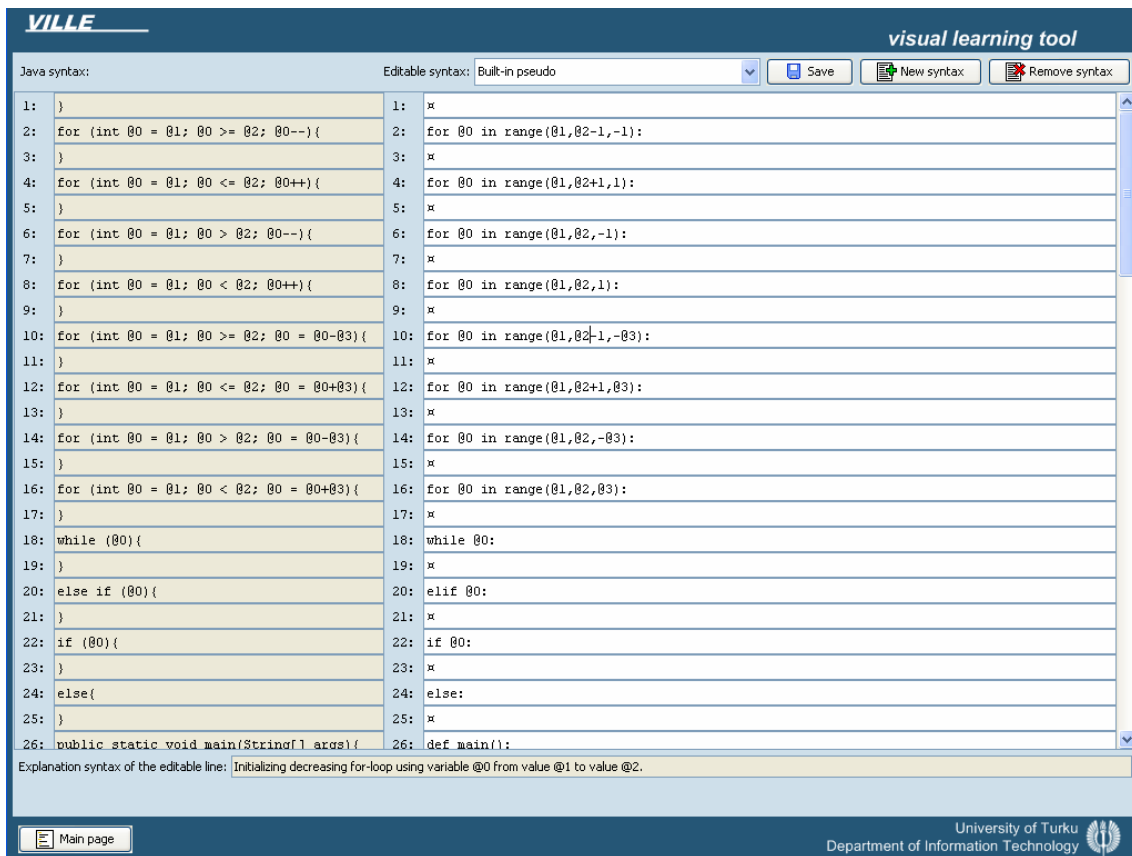 VILLE
visual learning tool
Java syntax: Editable syntax: Built-in pseudo Save New syntax Remove syntax
1: } 1: ¤
2: for (int @0 = @1; @0 >= @2; @0--){ 2: for @0 in range(@1,@2-1,-1):
3: } 3: ¤
4: for (int @0 = @1; @0 <= @2; @0++){ 4: for @0 in range(@1,@2+1,1):
5: } 5: ¤
6: for (int @0 = @1; @0 > @2; @0--){ 6: for @0 in range(@1,@2,-1):
7: } 7: ¤
8: for (int @0 = @1; @0 < @2; @0++){ 8: for @0 in range(@1,@2,1):
9: } 9: ¤
10: for (int @0 = @1; @0 >= @2; @0 = @0-@3){ 10: for @0 in range(@1,@2-1,-@3):
11: } 11: ¤
12: for (int @0 = @1; @0 <= @2; @0 = @0+@3){ 12: for @0 in range(@1,@2+1,@3):
13: } 13: ¤
14: for (int @0 = @1; @0 > @2; @0 = @0-@3){ 14: for @0 in range(@1,@2,-@3):
15: } 15: ¤
16: for (int @0 = @1; @0 < @2; @0 = @0+@3){ 16: for @0 in range(@1,@2,@3):
17: } 17: ¤
18: while (@0){ 18: while @0:
19: } 19: ¤
20: else if (@0){ 20: elif @0:
21: } 21: ¤
22: if (@0){ 22: if @0:
23: } 23: ¤
24: else{ 24: else:
25: } 25: ¤
26: public static void main(String[] args){ 26: def main():
Explanation syntax of the editable line: Initializing decreasing for-loop using variable @0 from value @1 to value @2.
Main page
University of Turku
Department of Information Technology